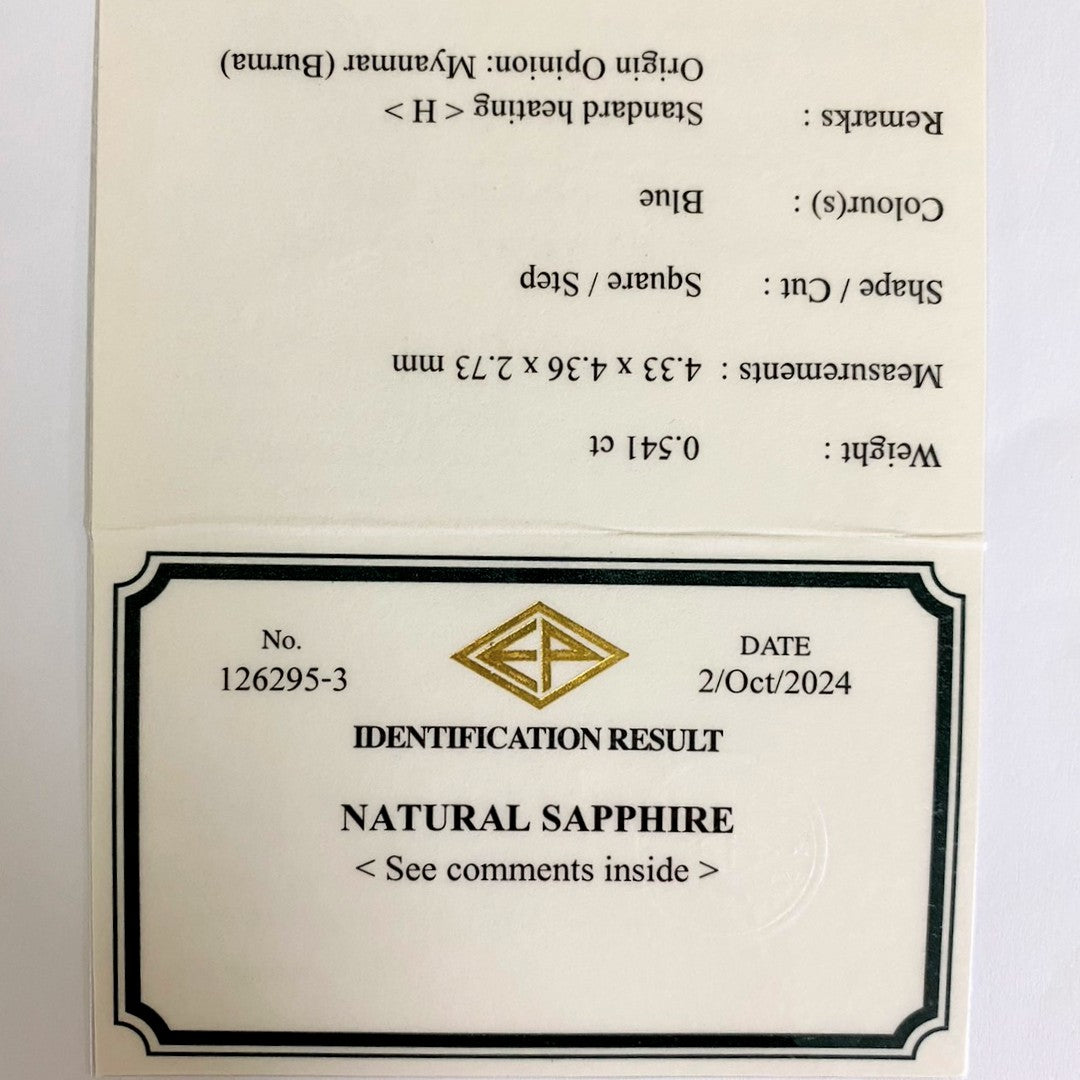 Weight : 0.541 ct
Measurements : 4.33 x 4.36 x 2.73 mm
Shape / Cut : Square / Step
Colour(s) : Blue
Remarks : Standard heating < H >
Origin Opinion: Myanmar (Burma)
No.
126295-3
EP
DATE
2/Oct/2024
IDENTIFICATION RESULT
NATURAL SAPPHIRE
< See comments inside >